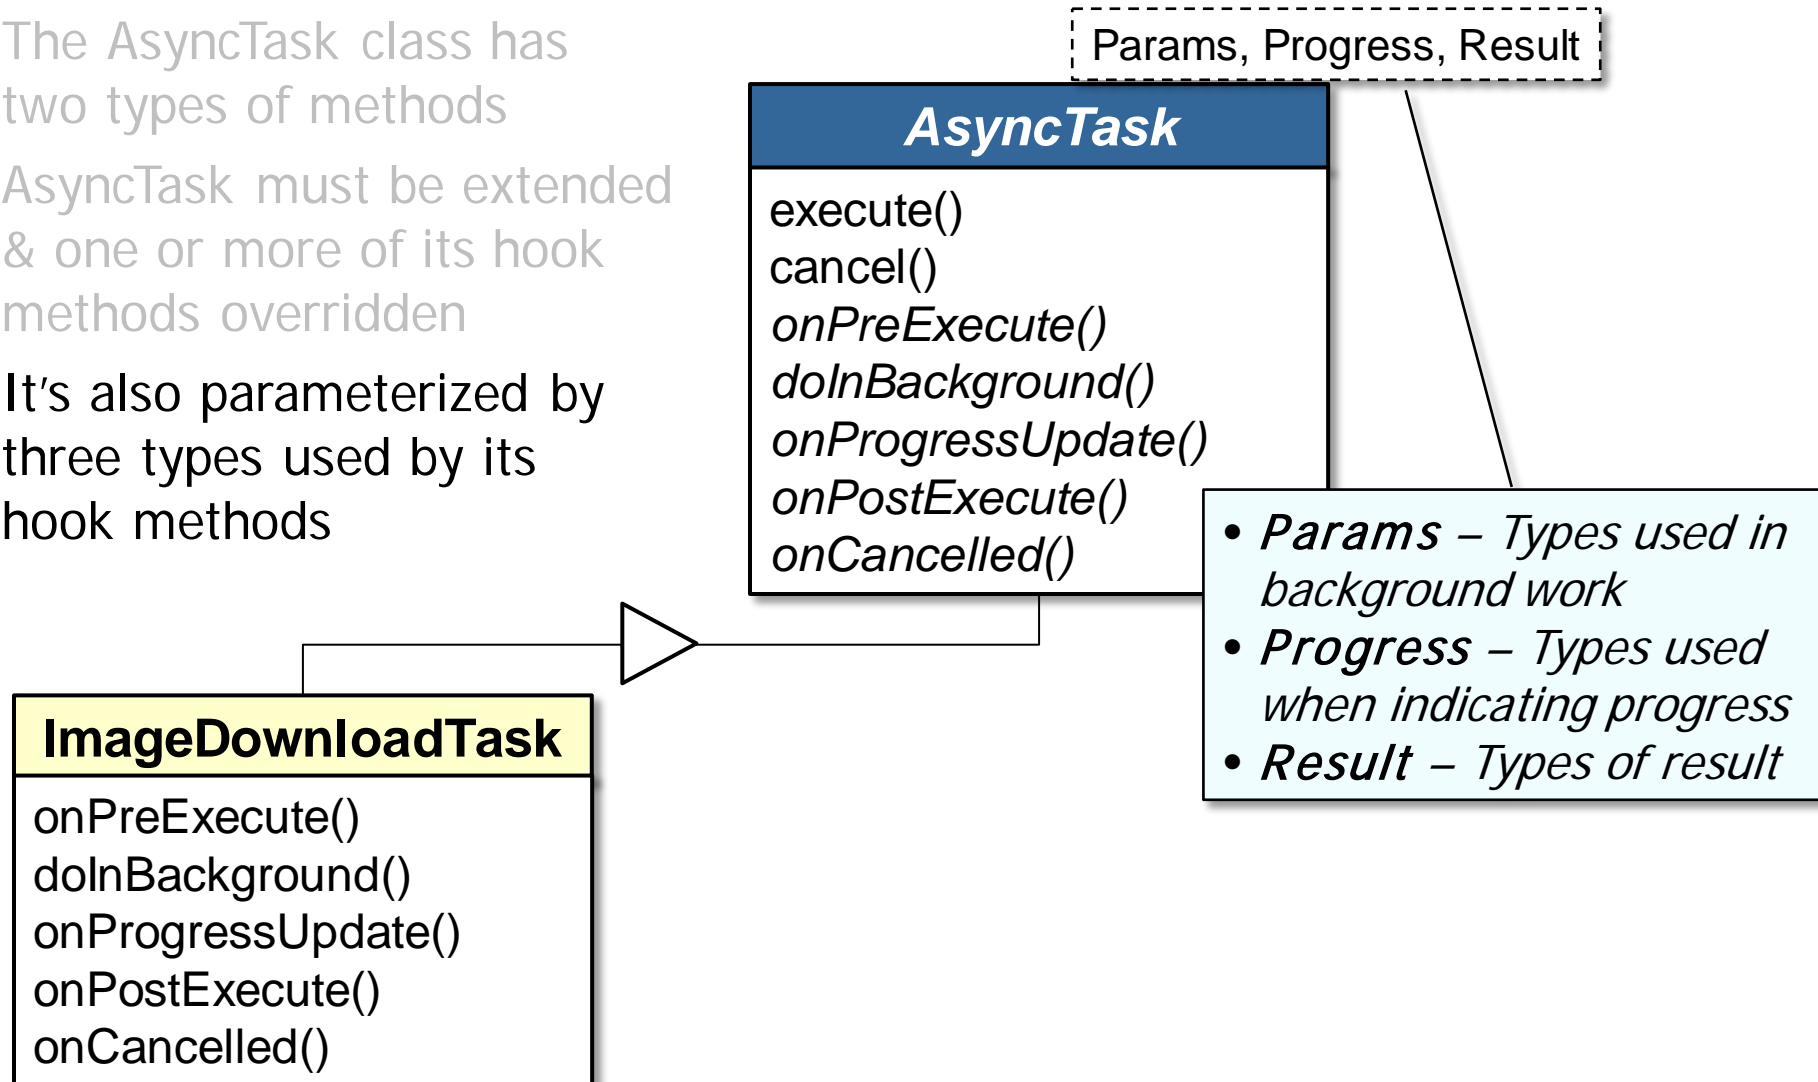 The AsyncTask class has
two types of methods
AsyncTask must be extended
& one or more of its hook
methods overridden
It's also parameterized by
three types used by its
hook methods
Params, Progress, Result
AsyncTask
execute()
cancel()
onPreExecute()
doInBackground()
onProgressUpdate()
onPostExecute()
onCancelled()
• Params – Types used in
background work
• Progress – Types used
when indicating progress
• Result – Types of result
ImageDownloadTask
onPreExecute()
doInBackground()
onProgressUpdate()
onPostExecute()
onCancelled()